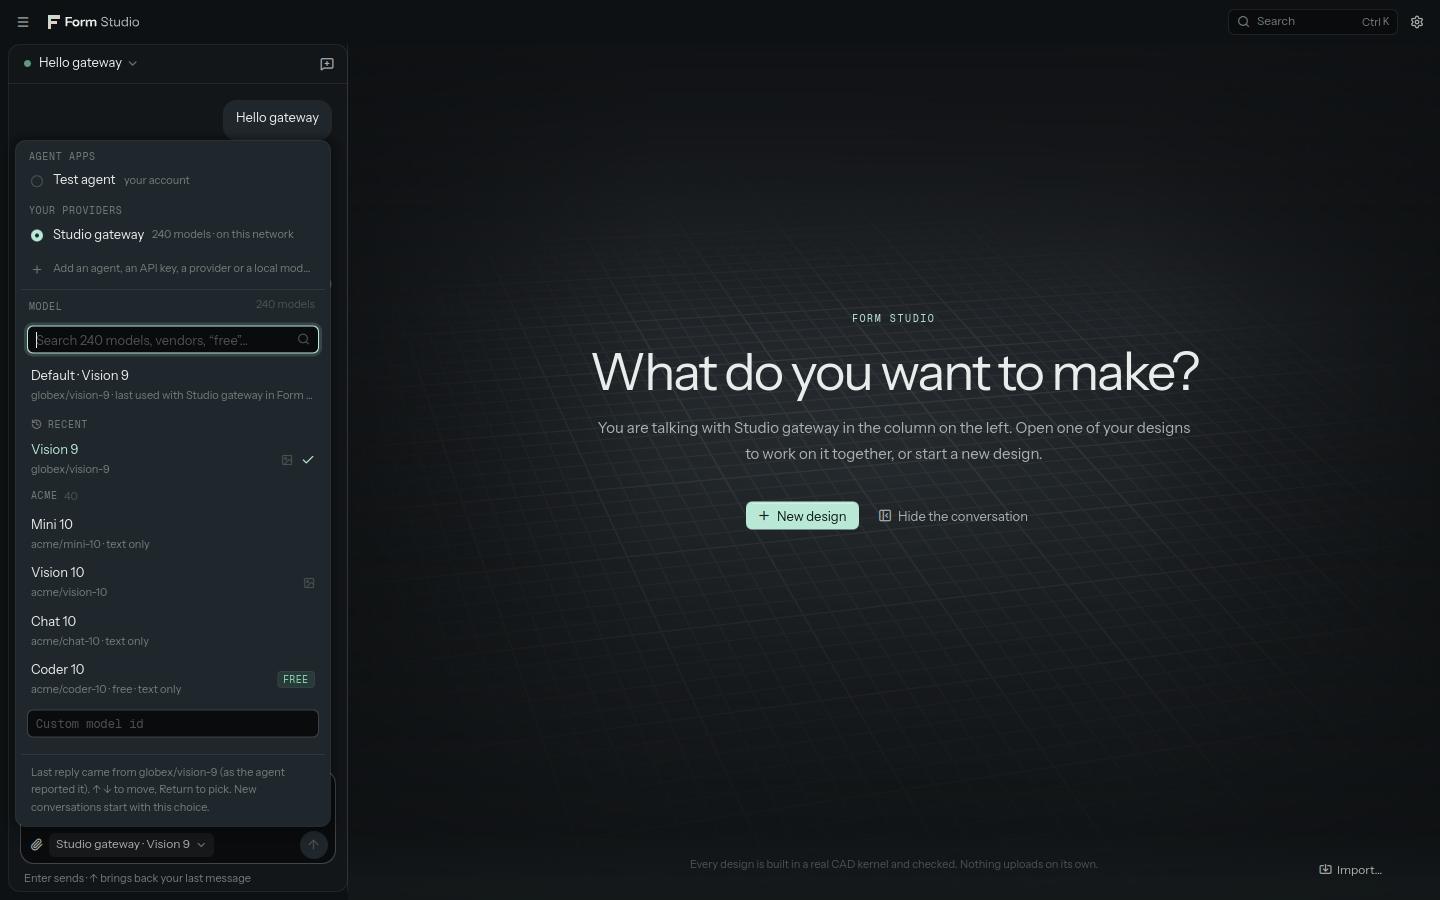 Form Studio
Search
Ctrl K
Hello gateway
Hello gateway
AGENT APPS
Test agent your account
YOUR PROVIDERS
Studio gateway 240 models · on this network
Add an agent, an API key, a provider or a local mod...
MODEL
240 models
Search 240 models, vendors, “free”...
Default · Vision 9
globex/vision-9 · last used with Studio gateway in Form ...
RECENT
Vision 9
globex/vision-9
ACME 40
Mini 10
acme/mini-10 · text only
Vision 10
acme/vision-10
Chat 10
acme/chat-10 · text only
Coder 10
acme/coder-10 · free · text only
FREE
Custom model id
Last reply came from globex/vision-9 (as the agent
reported it). ↑ ↓ to move, Return to pick. New
conversations start with this choice.
Studio gateway · Vision 9
Enter sends · ↑ brings back your last message
FORM STUDIO
What do you want to make?
You are talking with Studio gateway in the column on the left. Open one of your designs
to work on it together, or start a new design.
New design
Hide the conversation
Every design is built in a real CAD kernel and checked. Nothing uploads on its own.
Import...